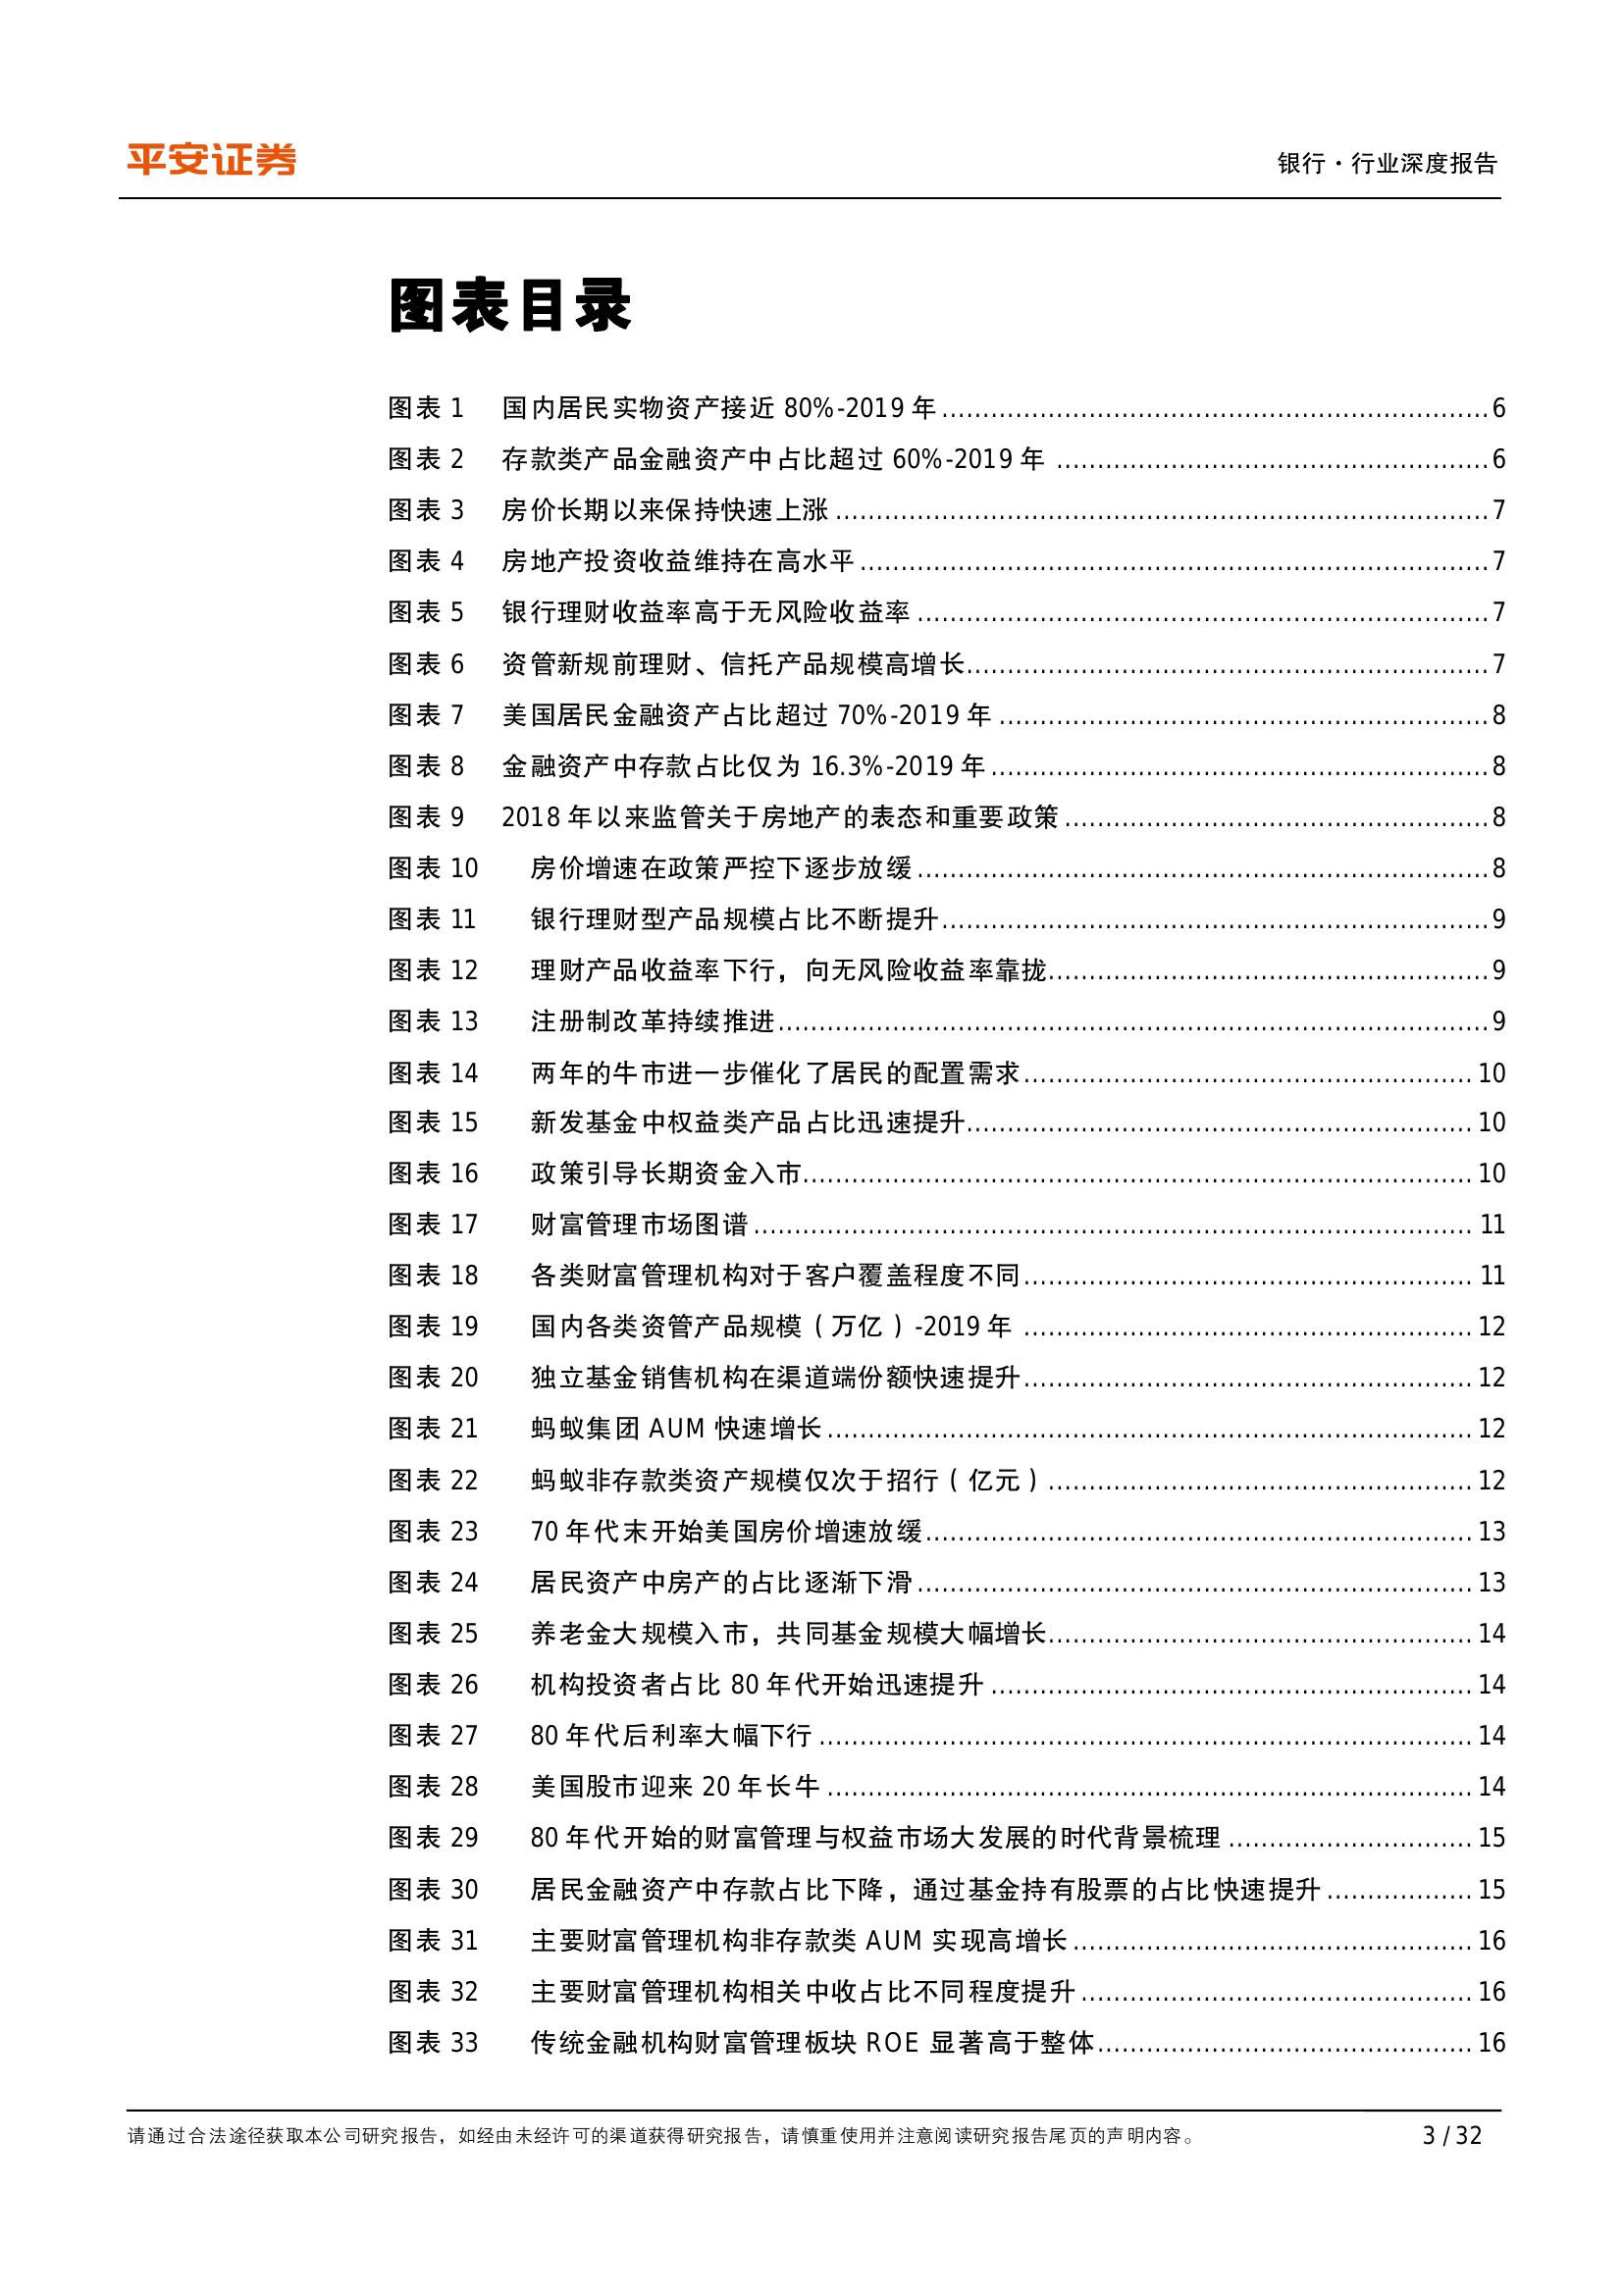 平安证券
银行·行业深度报告
图表目录
图表 1 国内居民实物资产接近 80%-2019 年 6
图表 2 存款类产品金融资产中占比超过 60%-2019 年 6
图表 3 房价长期以来保持快速上涨 7
图表 4 房地产投资收益维持在高水平 7
图表 5 银行理财收益率高于无风险收益率 7
图表 6 资管新规前理财、信托产品规模高增长 7
图表 7 美国居民金融资产占比超过 70%-2019 年 8
图表 8 金融资产中存款占比仅为 16.3%-2019 年 8
图表 9 2018 年以来监管关于房地产的表态和重要政策 8
图表 10 房价增速在政策严控下逐步放缓 8
图表 11 银行理财型产品规模占比不断提升 9
图表 12 理财产品收益率下行，向无风险收益率靠拢 9
图表 13 注册制改革持续推进 9
图表 14 两年的牛市进一步催化了居民的配置需求 10
图表 15 新发基金中权益类产品占比迅速提升 10
图表 16 政策引导长期资金入市 10
图表 17 财富管理市场图谱 11
图表 18 各类财富管理机构对于客户覆盖程度不同 11
图表 19 国内各类资管产品规模（万亿）-2019 年 12
图表 20 独立基金销售机构在渠道端份额快速提升 12
图表 21 蚂蚁集团 AUM 快速增长 12
图表 22 蚂蚁非存款类资产规模仅次于招行（亿元） 12
图表 23 70 年代末开始美国房价增速放缓 13
图表 24 居民资产中房产的占比逐渐下滑 13
图表 25 养老金大规模入市，共同基金规模大幅增长 14
图表 26 机构投资者占比 80 年代开始迅速提升 14
图表 27 80 年代后利率大幅下行 14
图表 28 美国股市迎来 20 年长牛 14
图表 29 80 年代开始的财富管理与权益市场大发展的时代背景梳理 15
图表 30 居民金融资产中存款占比下降，通过基金持有股票的占比快速提升 15
图表 31 主要财富管理机构非存款类 AUM 实现高增长 16
图表 32 主要财富管理机构相关中收占比不同程度提升 16
图表 33 传统金融机构财富管理板块 ROE 显著高于整体 16
请通过合法途径获取本公司研究报告，如经由未经许可的渠道获得研究报告，请慎重使用并注意阅读研究报告尾页的声明内容。
3 / 32